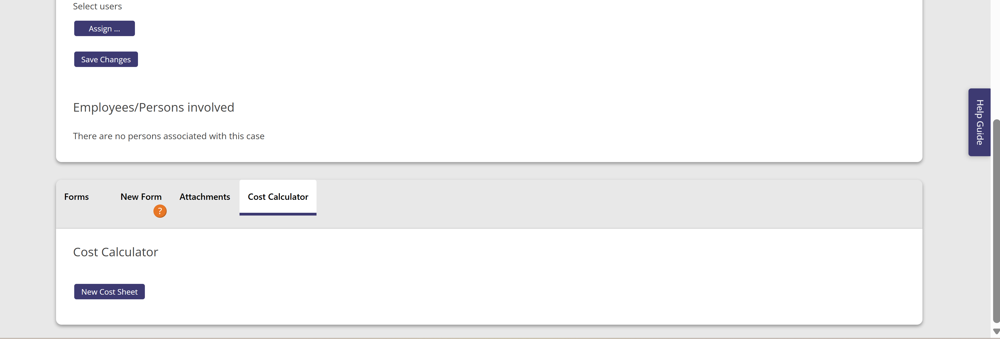 Select users
Assign ...
Save Changes
Employees/Persons involved
There are no persons associated with this case
Help Guide
Forms
New Form
?
Attachments
Cost Calculator
Cost Calculator
New Cost Sheet